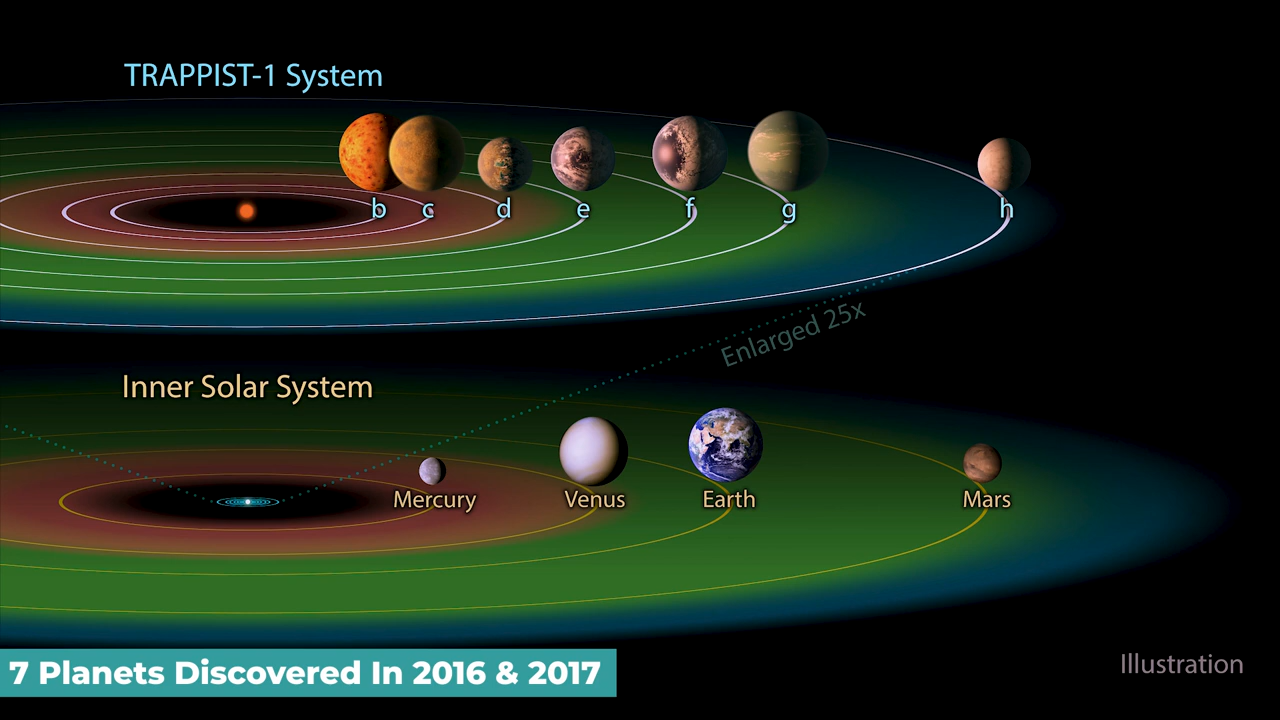 TRAPPIST-1 System
b c d e f g h
Enlarged 25x
Inner Solar System
Mercury Venus Earth Mars
7 Planets Discovered In 2016 & 2017
Illustration